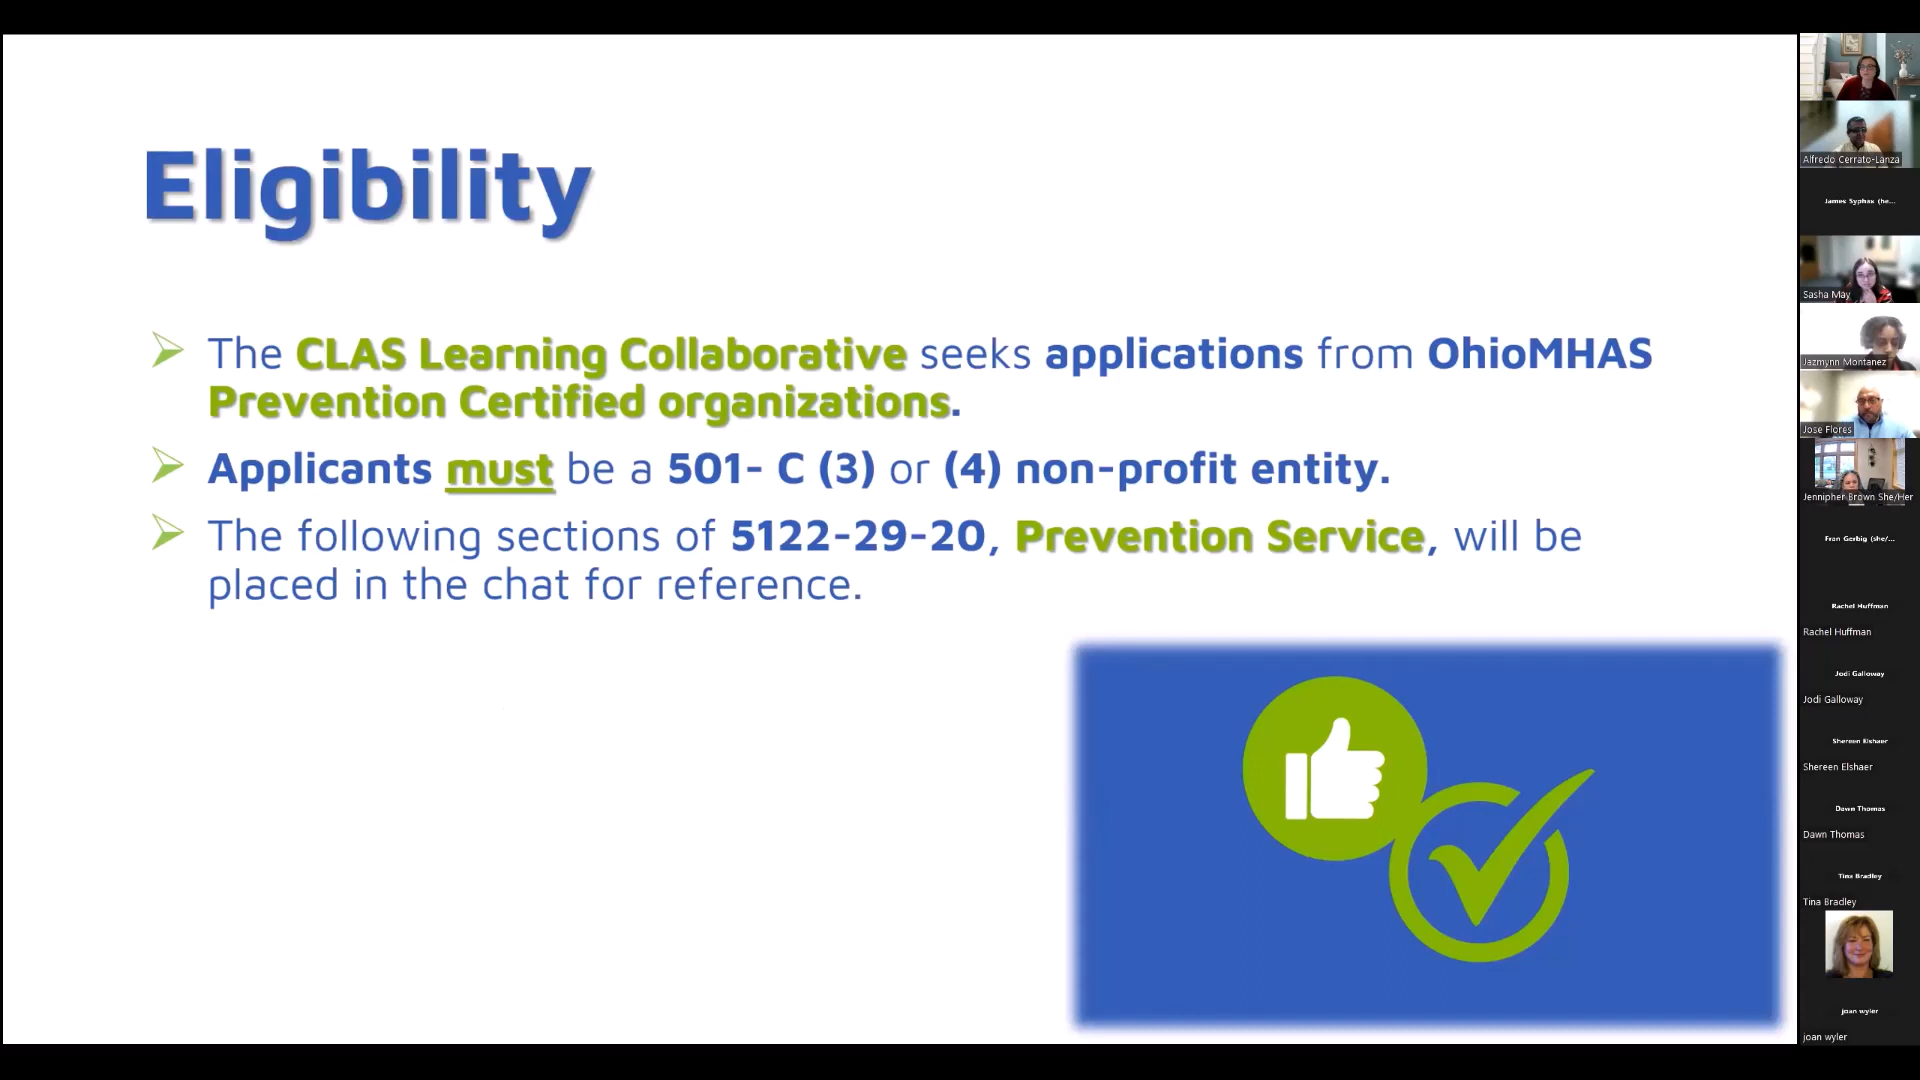 Eligibility
The CLAS Learning Collaborative seeks applications from OhioMHAS
Prevention Certified organizations.
Applicants must be a 501- C (3) or (4) non-profit entity.
The following sections of 5122-29-20, Prevention Service, will be
placed in the chat for reference.
Alfredo Cerrato-Lanza
James Syphax (he...
Sasha May
Jazmynn Montanez
Jose Flores
Jennipher Brown She/Her
Fran Gerbig (she/...
Rachel Huffman
Rachel Huffman
Jodi Galloway
Jodi Galloway
Shereen Elshaer
Shereen Elshaer
Dawn Thomas
Dawn Thomas
Tina Bradley
Tina Bradley
joan wyler
joan wyler